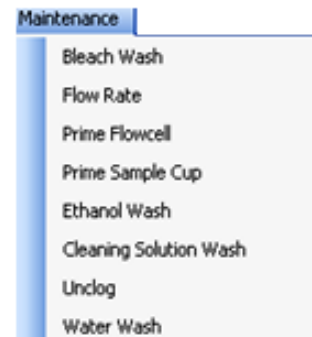 Maintenance
Bleach Wash
Flow Rate
Prime Flowcell
Prime Sample Cup
Ethanol Wash
Cleaning Solution Wash
Unclog
Water Wash